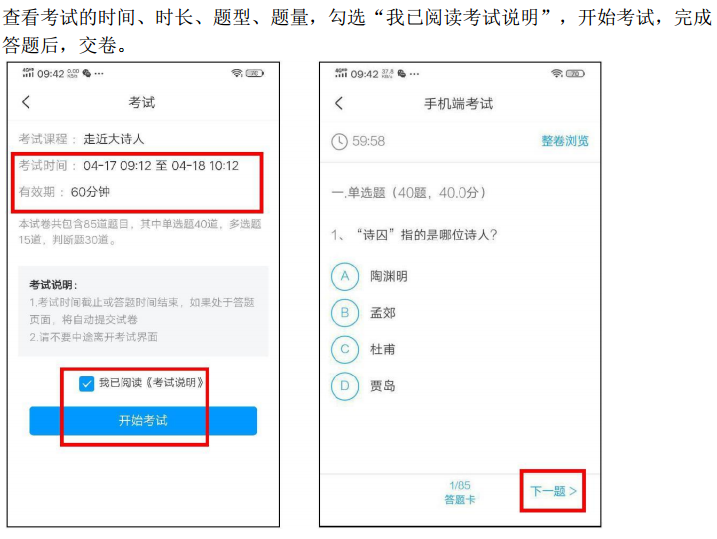 查看考试的时间、时长、题型、题量，勾选“我已阅读考试说明”，开始考试，完成
答题后，交卷。
09:42
考试
考试课程： 走近大诗人
考试时间： 04-17 09:12 至 04-18 10:12
有效期： 60分钟
本试卷共包含85道题目，其中单选题40道，多选题
15道，判断题30道。
考试说明：
1.考试时间截止或答题时间结束，如果处于答题
页面，将自动提交试卷
2.请不要中途离开考试界面
我已阅读《考试说明》
开始考试
09:42
手机端考试
59:58 整卷浏览
一.单选题（40题，40.0分）
1、“诗囚”指的是哪位诗人？
A 陶渊明
B 孟郊
C 杜甫
D 贾岛
1/85
答题卡
下一题 >